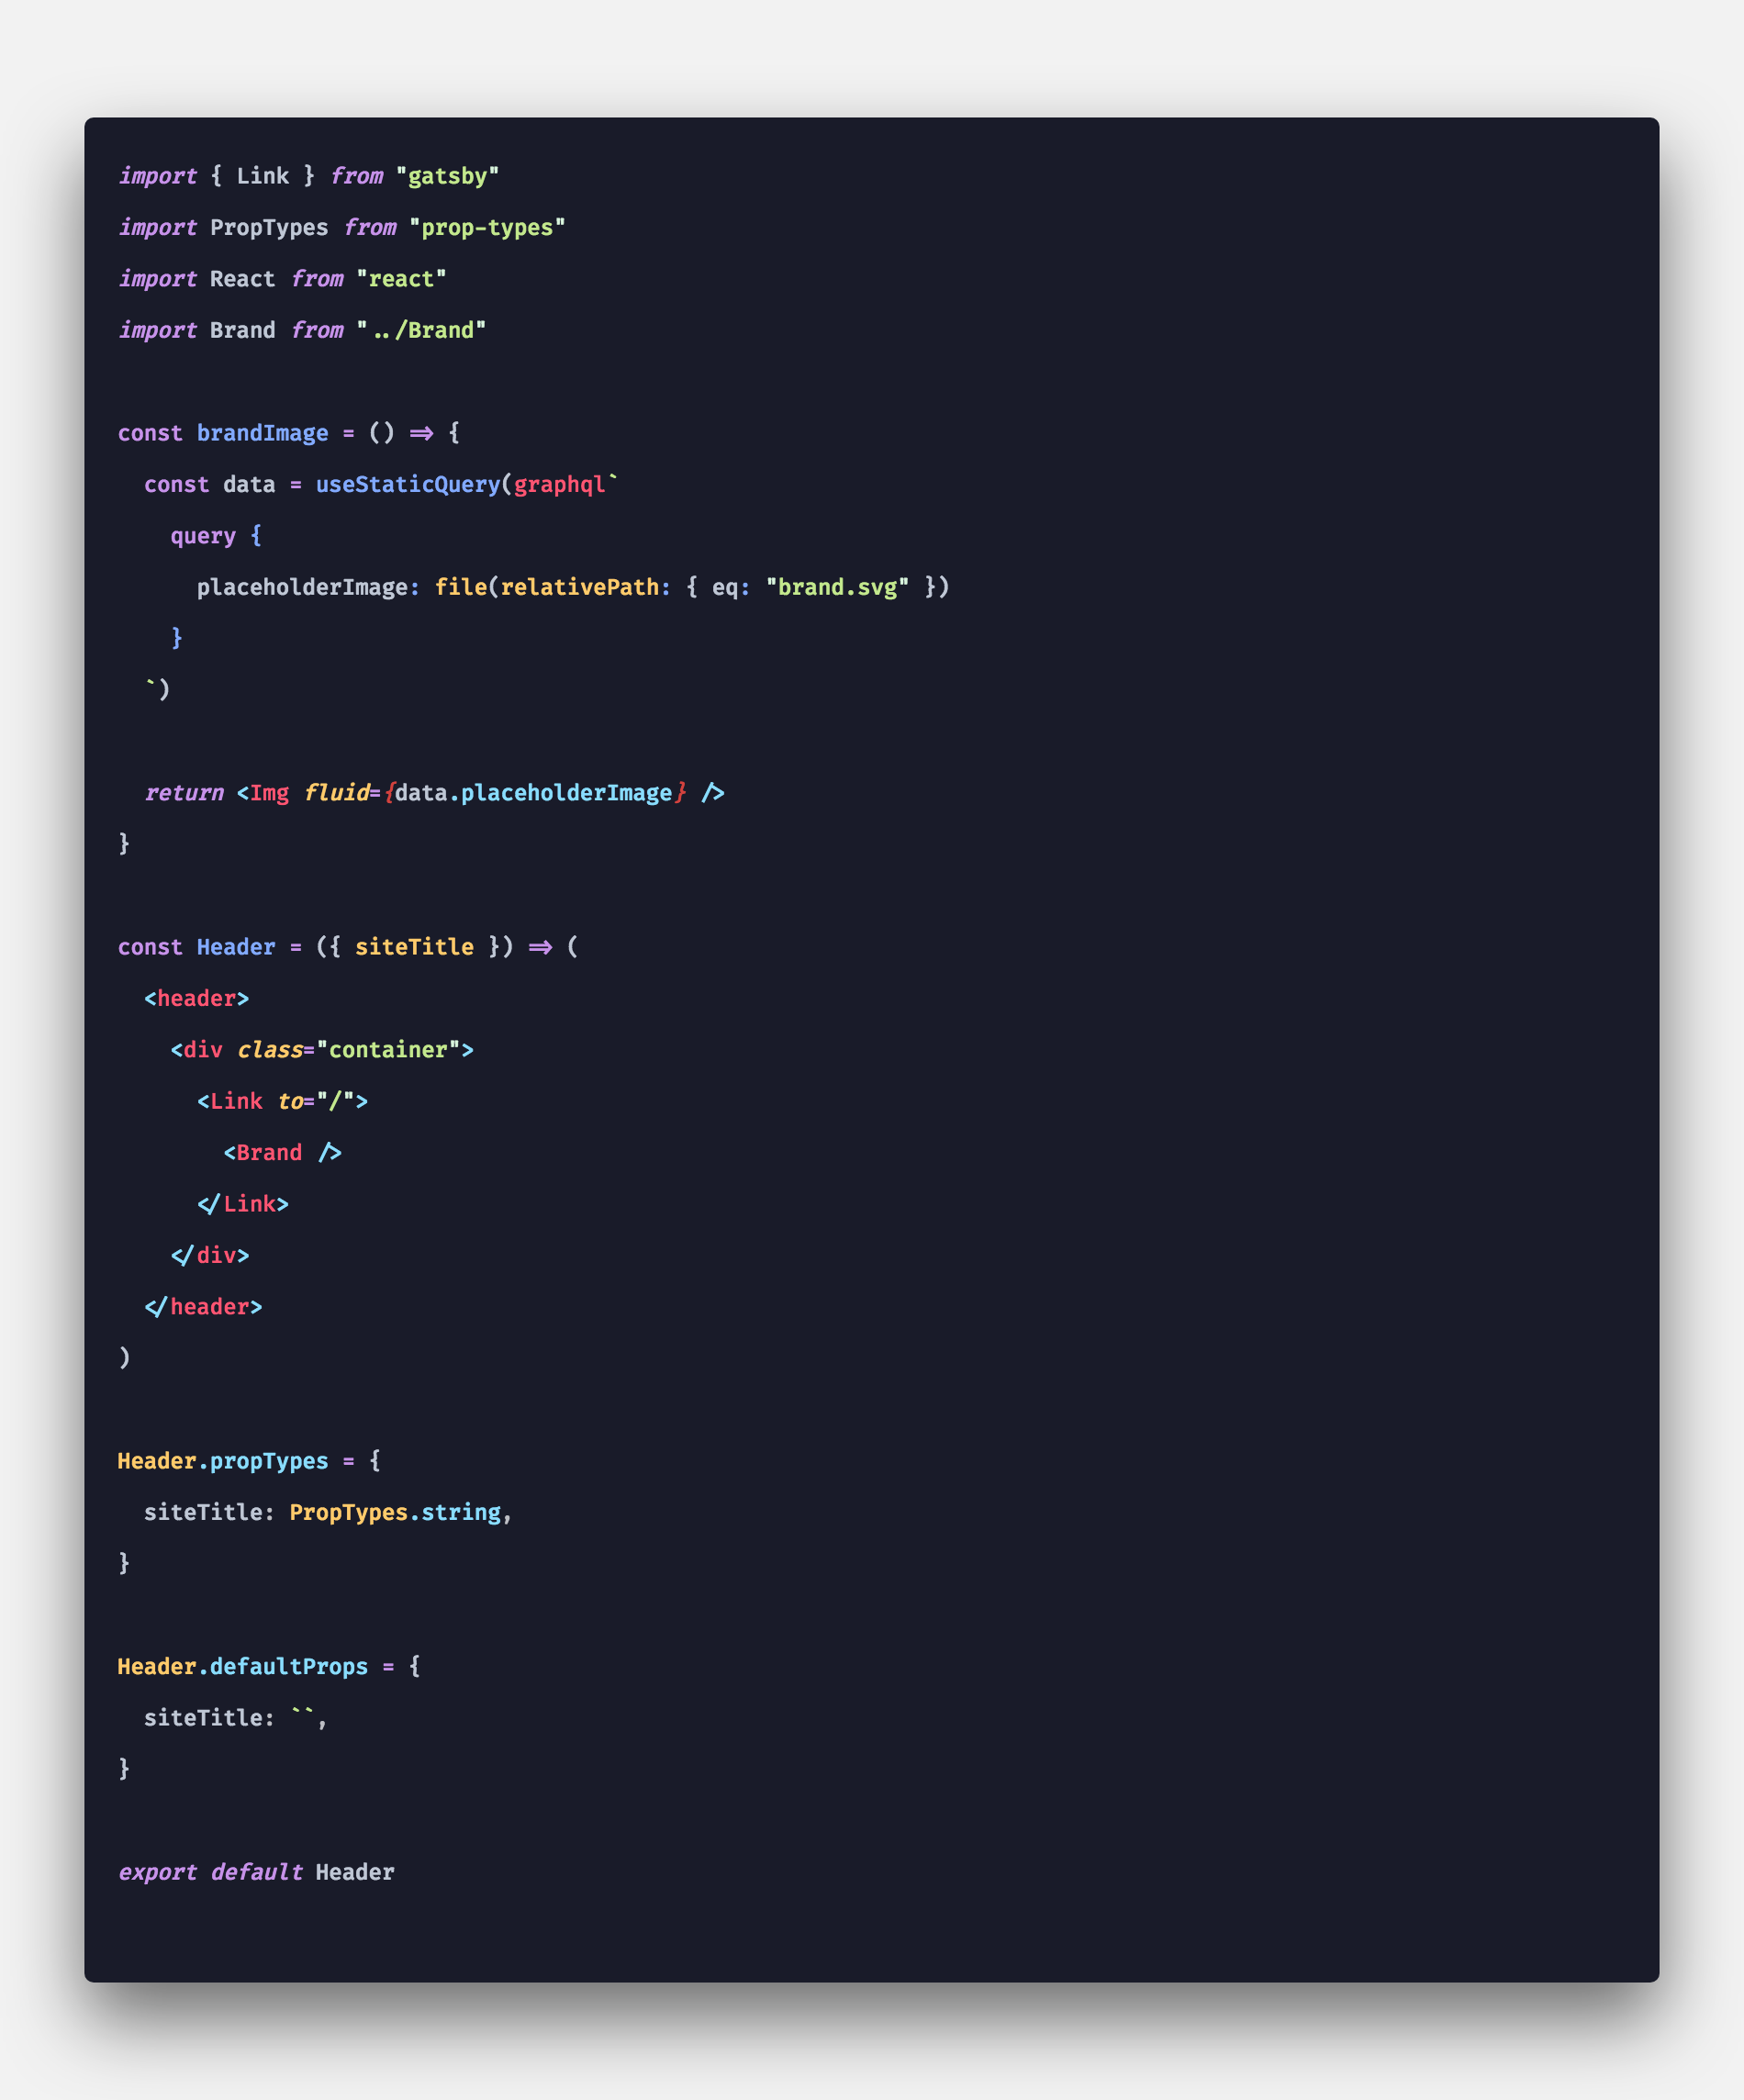 import { Link } from "gatsby"
import PropTypes from "prop-types"
import React from "react"
import Brand from "../Brand"

const brandImage = () => {
  const data = useStaticQuery(graphql`
    query {
      placeholderImage: file(relativePath: { eq: "brand.svg" })
    }
  `)

  return <Img fluid={data.placeholderImage} />
}

const Header = ({ siteTitle }) => (
  <header>
    <div class="container">
      <Link to="/">
        <Brand />
      </Link>
    </div>
  </header>
)

Header.propTypes = {
  siteTitle: PropTypes.string,
}

Header.defaultProps = {
  siteTitle: ``,
}

export default Header